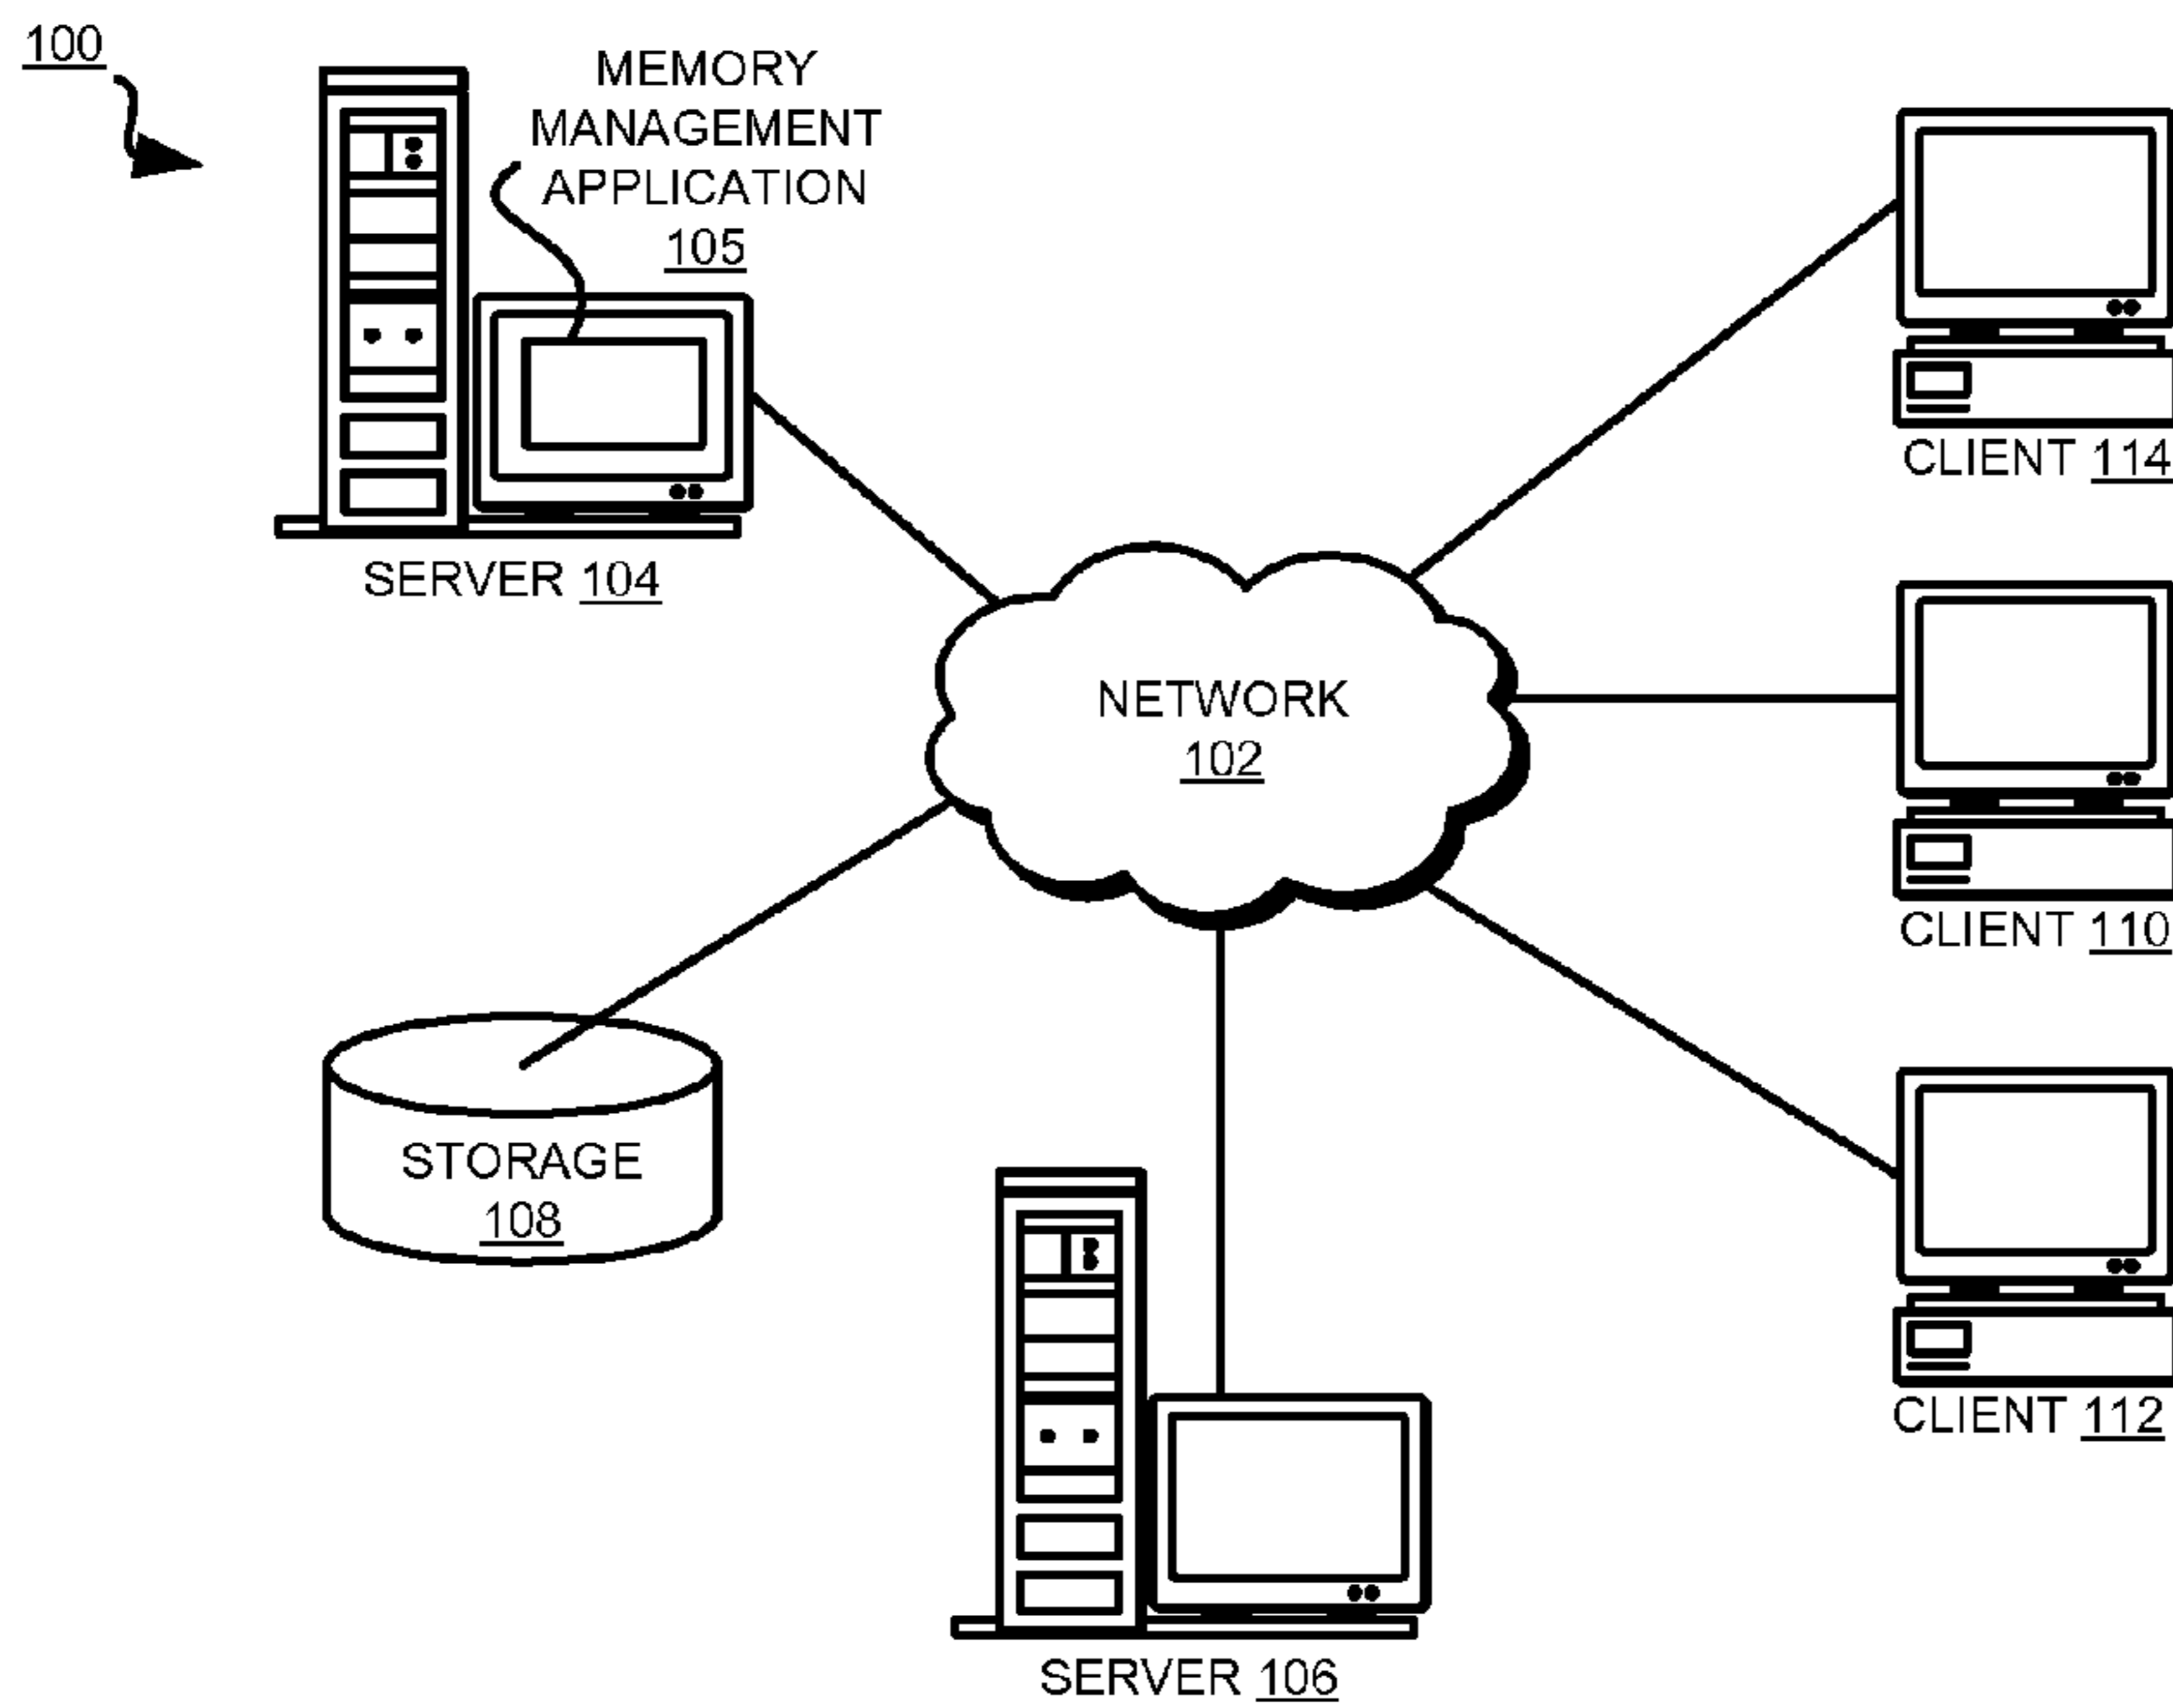 100
MEMORY
MANAGEMENT
APPLICATION
105
SERVER 104
CLIENT 114
NETWORK
102
CLIENT 110
STORAGE
108
CLIENT 112
SERVER 106